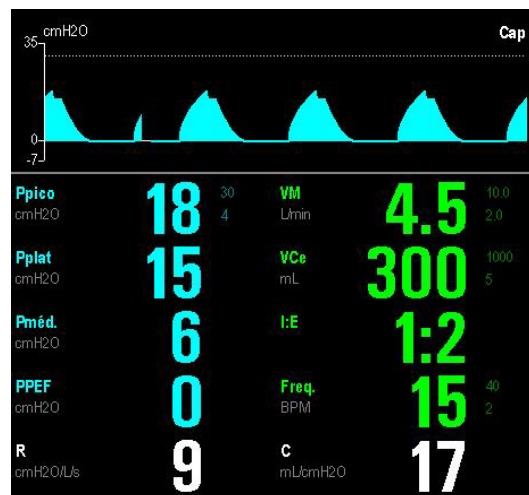 cmH2O
Cap
35
0
-7
Ppico
cmH2O
18
30
4
VM
L/min
4.5
10.0
2.0
Pplat
cmH2O
15
VCe
mL
300
1000
5
Pméd.
cmH2O
6
I:E
1:2
PPEF
cmH2O
0
Freq.
BPM
15
40
2
R
cmH2O/L/s
9
C
mL/cmH2O
17